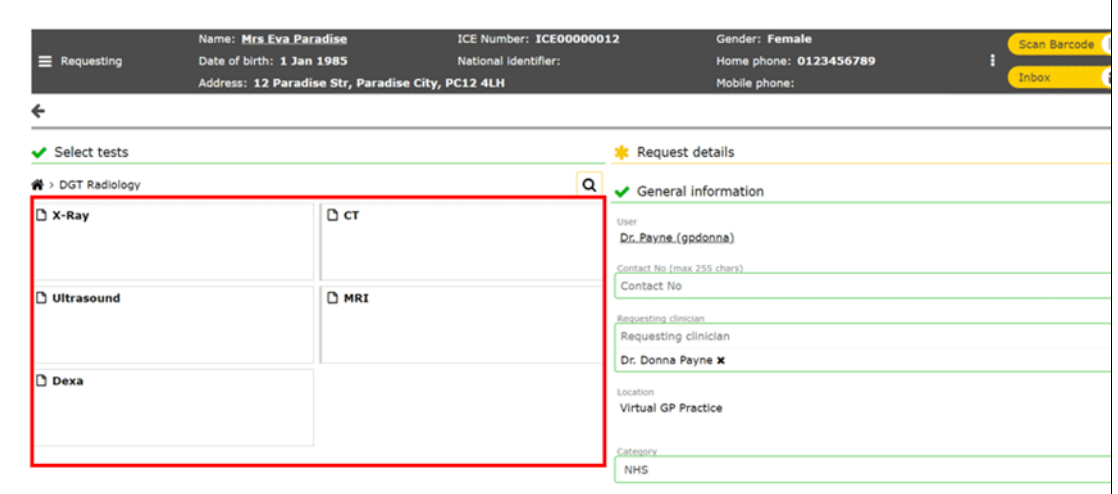 Name: Mrs Eva Paradise ICE Number: ICE00000012 Gender: Female
Requesting Date of birth: 1 Jan 1985 National identifier: Home phone: 0123456789
Address: 12 Paradise Str, Paradise City, PC12 4LH Mobile phone:
Scan Barcode
Inbox
Select tests
> DGT Radiology
X-Ray
CT
Ultrasound
MRI
Dexa
Request details
General information
User
Dr. Payne (gpdonna)
Contact No (max 255 chars)
Contact No
Requesting clinician
Requesting clinician
Dr. Donna Payne ✖
Location
Virtual GP Practice
Category
NHS